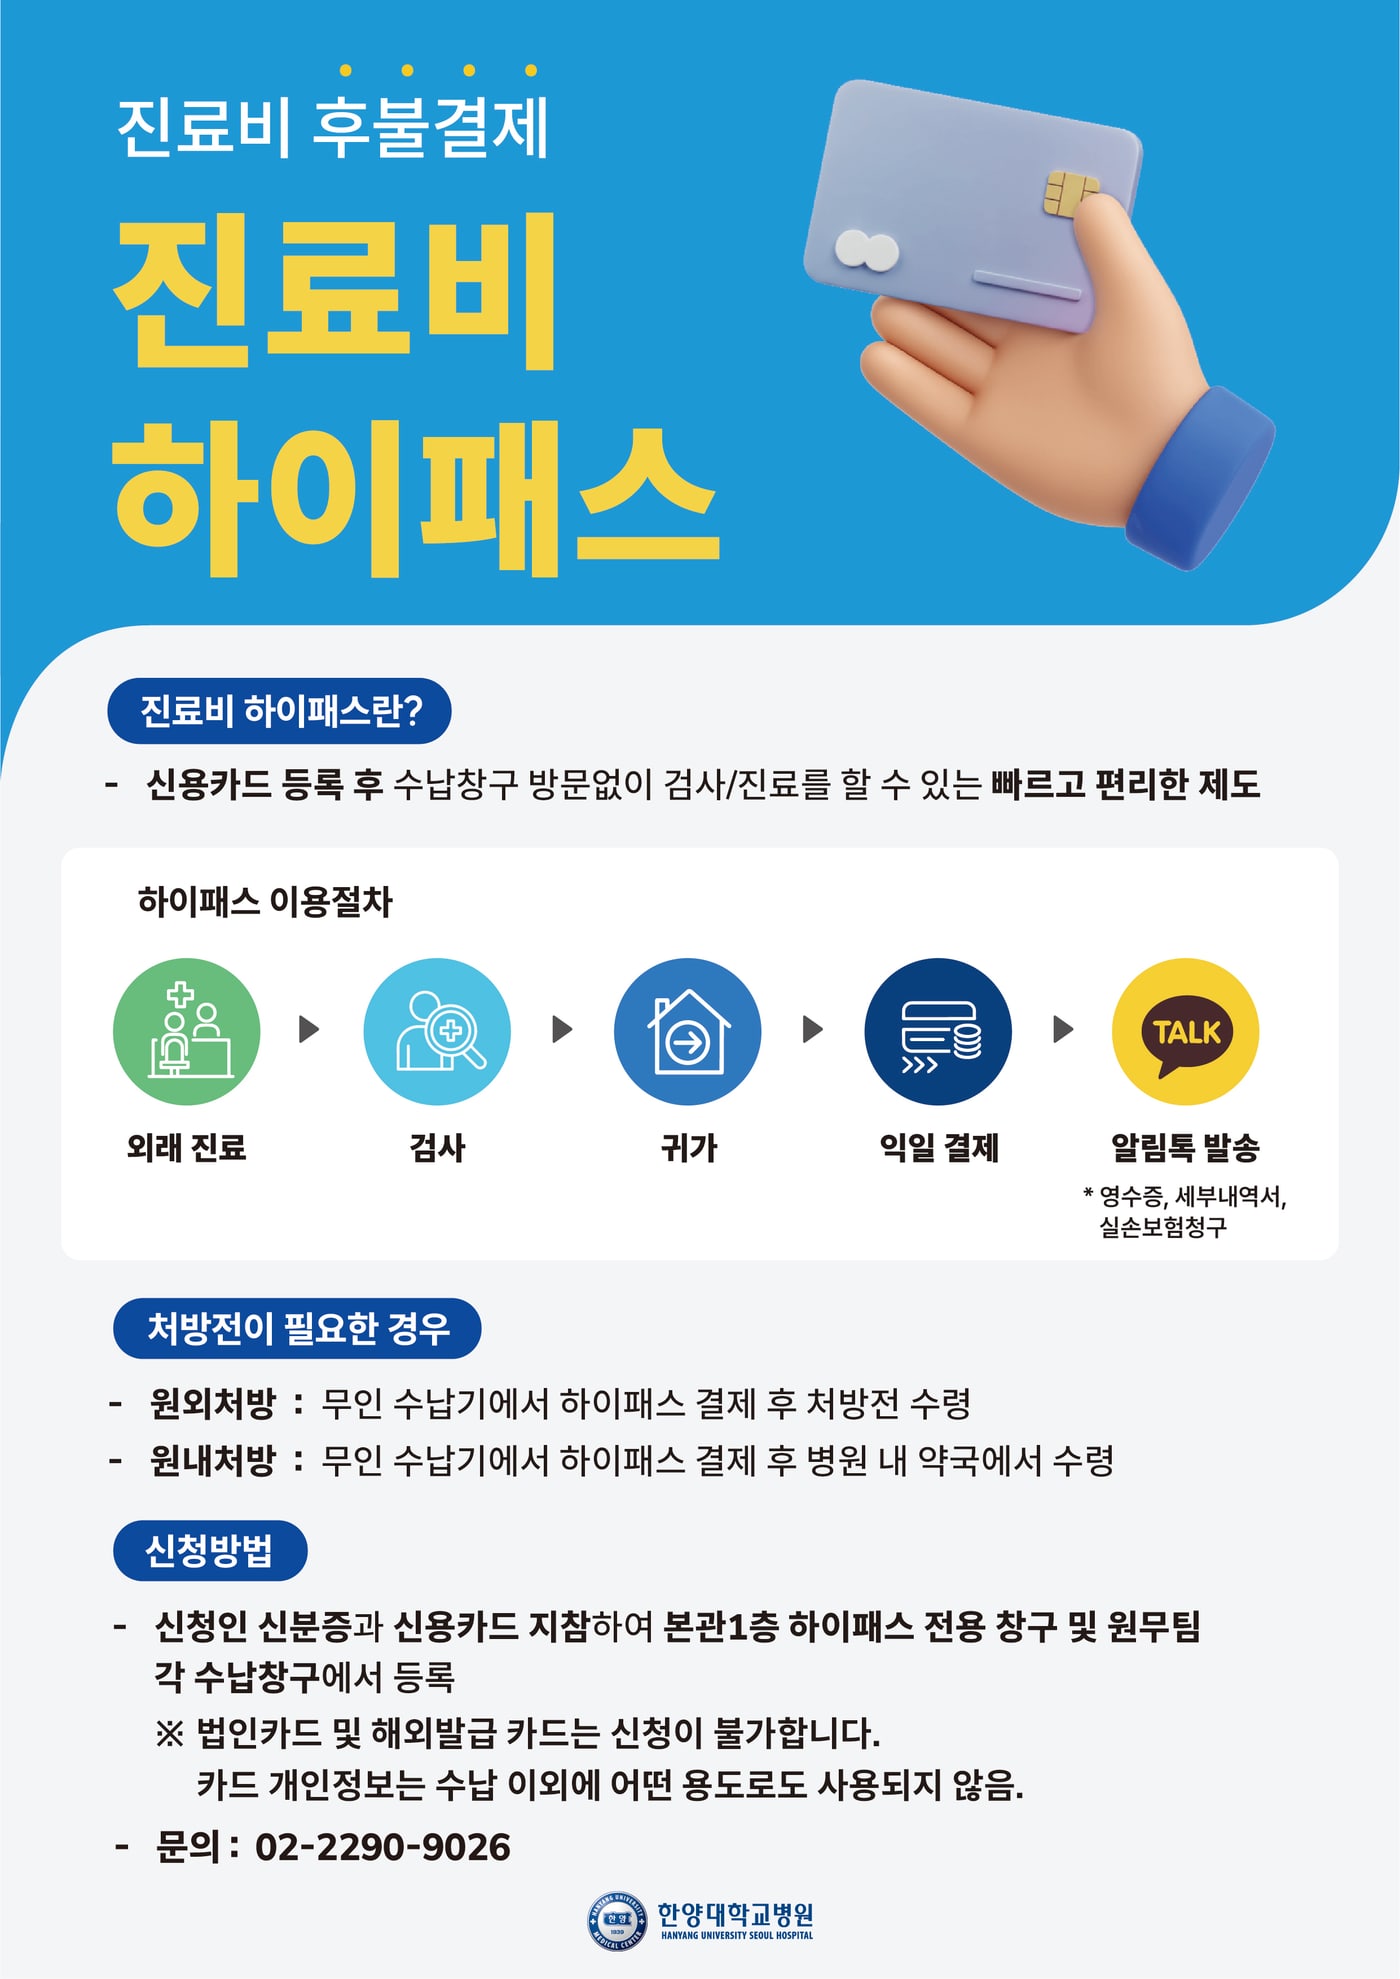 진료비 후불결제
진료비
하이패스
진료비 하이패스란?
- 신용카드 등록 후 수납창구 방문없이 검사/진료를 할 수 있는 빠르고 편리한 제도
하이패스 이용절차
TALK
외래 진료
검사
귀가
익일 결제
알림톡 발송
* 영수증, 세부내역서,
실손보험청구
처방전이 필요한 경우
- 원외처방 : 무인 수납기에서 하이패스 결제 후 처방전 수령
- 원내처방 : 무인 수납기에서 하이패스 결제 후 병원 내 약국에서 수령
신청방법
- 신청인 신분증과 신용카드 지참하여 본관1층 하이패스 전용 창구 및 원무팀
각 수납창구에서 등록
※ 법인카드 및 해외발급 카드는 신청이 불가합니다.
카드 개인정보는 수납 이외에 어떤 용도로도 사용되지 않음.
- 문의 : 02-2290-9026
HANYANG UNIVERSITY
한양
1939
MEDICAL CENTER
한양대학교병원
HANYANG UNIVERSITY SEOUL HOSPITAL